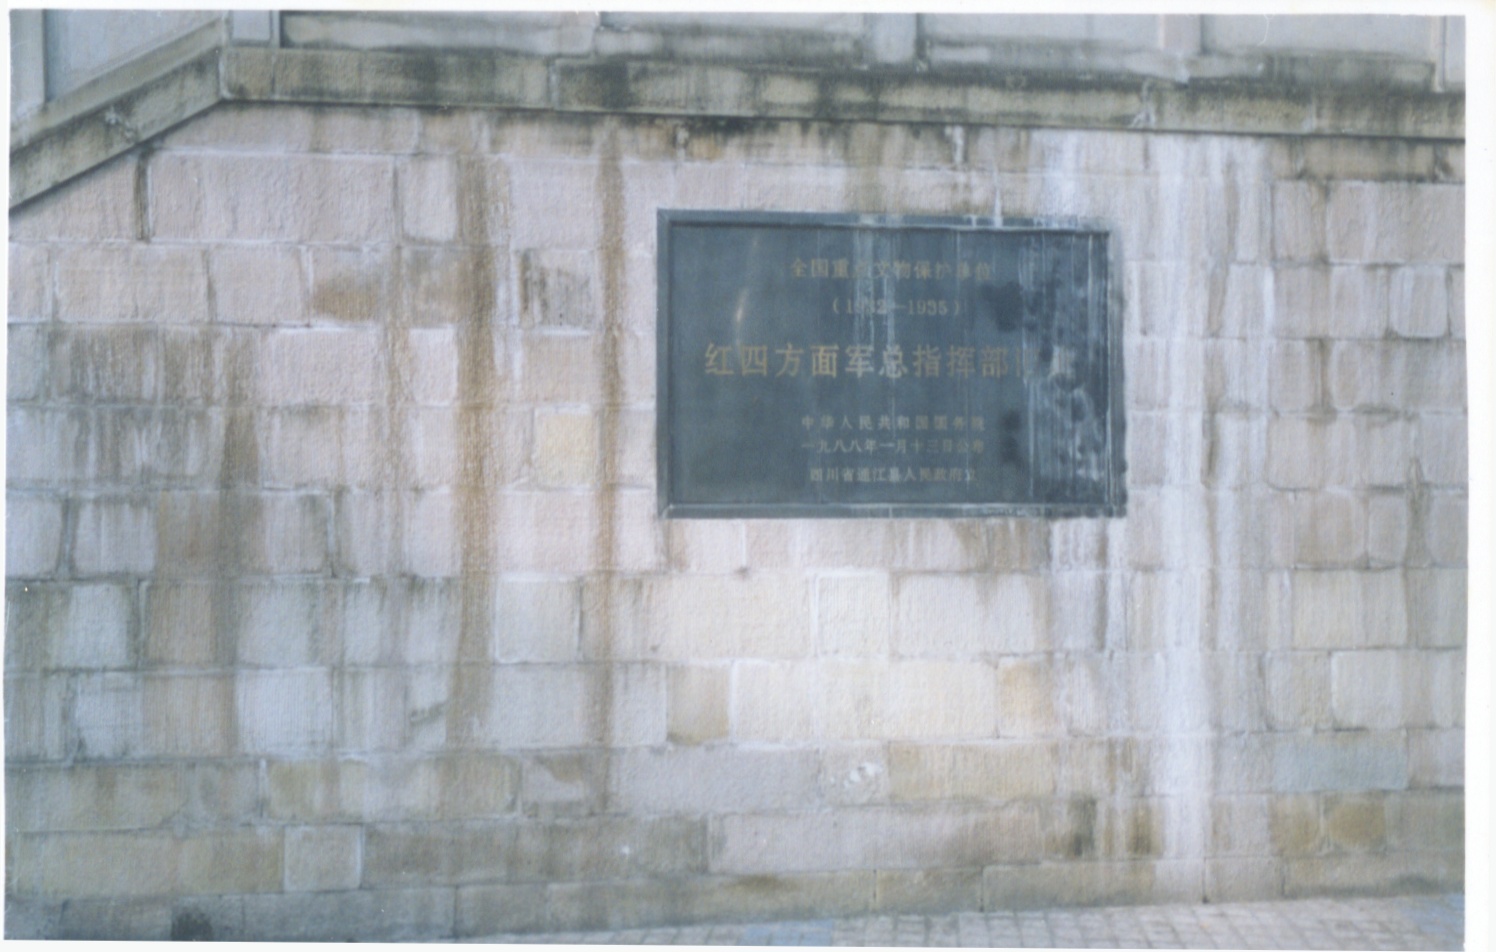 全国重点文物保护单位
(1932—1935)
红四方面军总指挥部旧
中华人民共和国国务院
一九八八年一月十三日公布
四川省通江县人民政府立